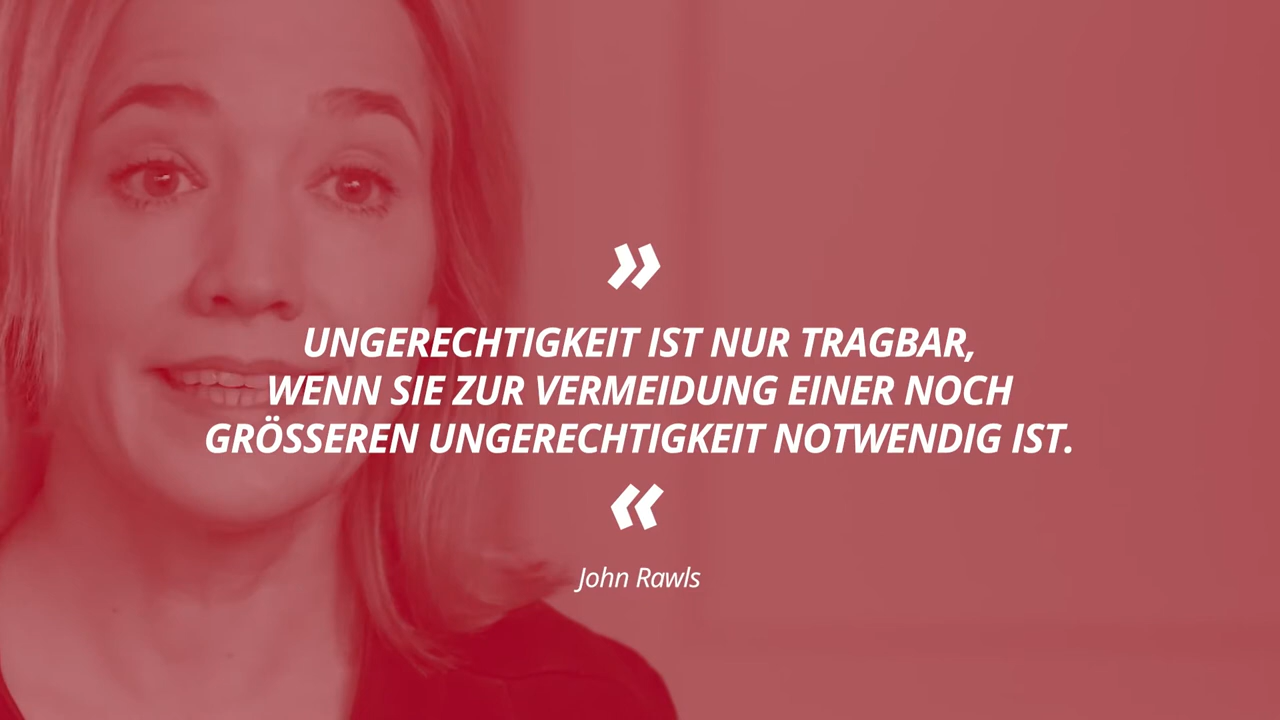 »
UNGERECHTIGKEIT IST NUR TRAGBAR,
WENN SIE ZUR VERMEIDUNG EINER NOCH
GRÖSSEREN UNGERECHTIGKEIT NOTWENDIG IST.
«
John Rawls